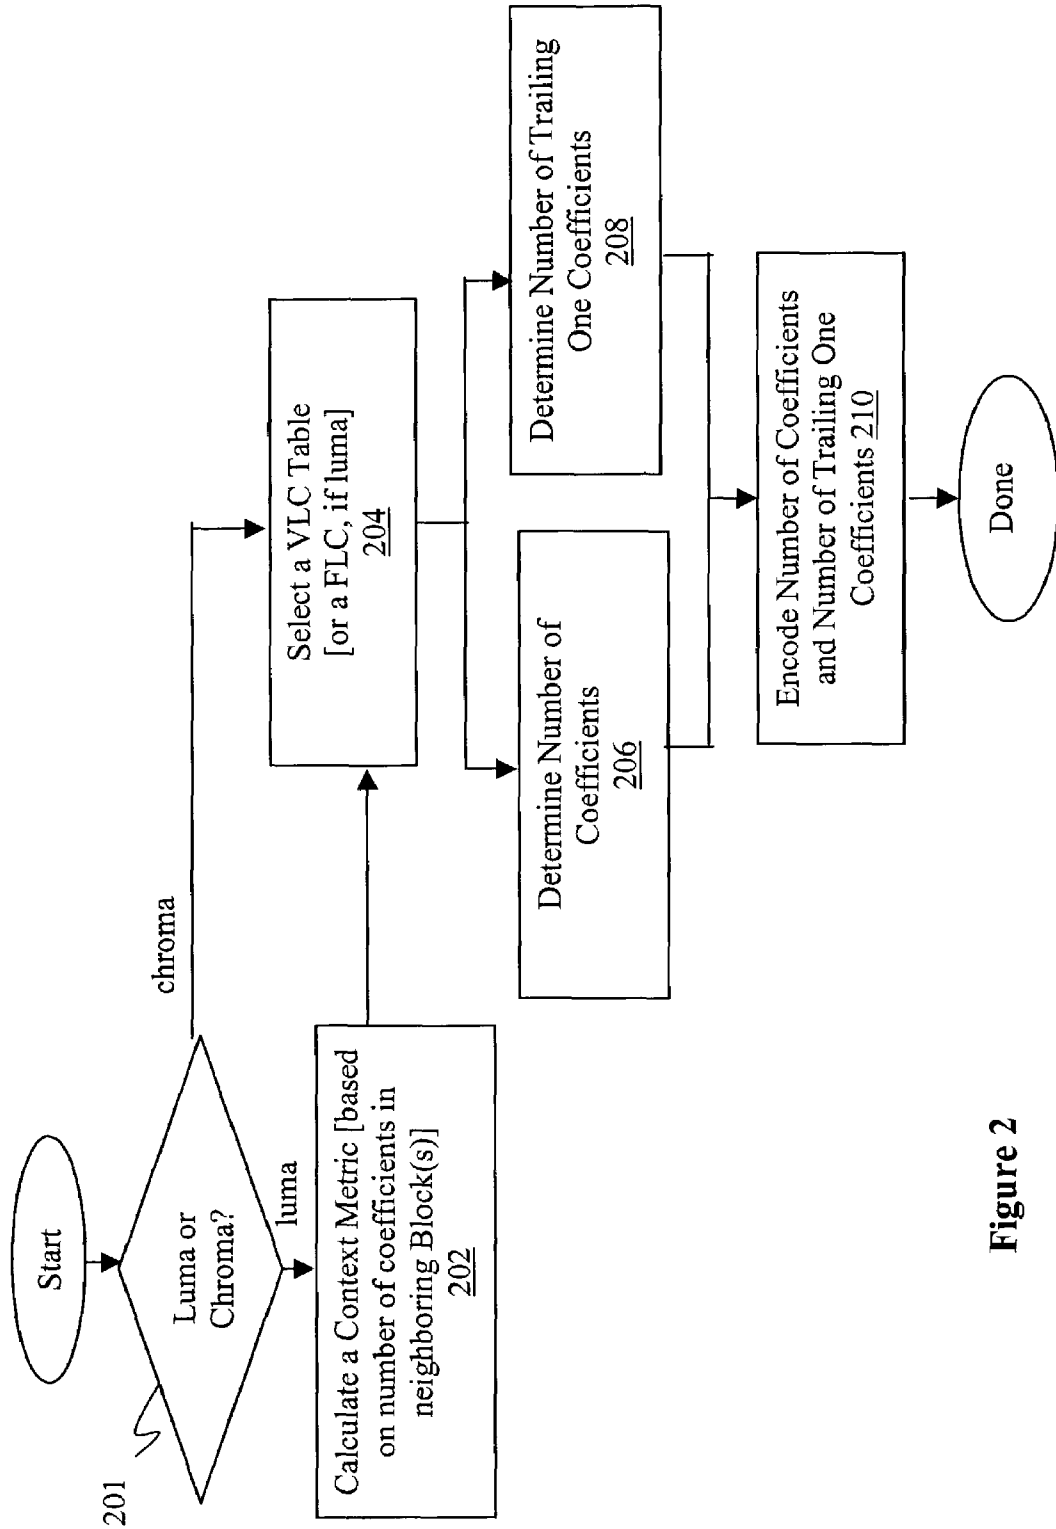 Start
201
Luma or
Chroma?
chroma
luma
Calculate a Context Metric [based
on number of coefficients in
neighboring Block(s)]
202
Select a VLC Table
[or a FLC, if luma]
204
Determine Number of
Coefficients
206
Determine Number of Trailing
One Coefficients
208
Encode Number of Coefficients
and Number of Trailing One
Coefficients 210
Done
Figure 2